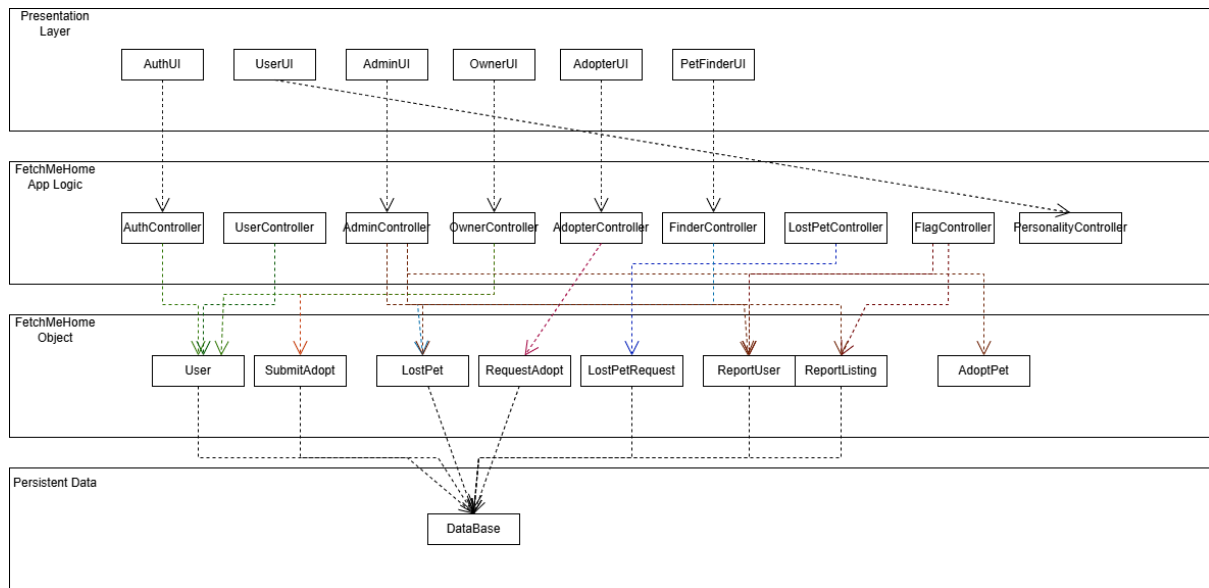 Presentation
Layer
AuthUI
UserUI
AdminUI
OwnerUI
AdopterUI
PetFinderUI
FetchMeHome
App Logic
AuthController
UserController
AdminController
OwnerController
AdopterController
FinderController
LostPetController
FlagController
PersonalityController
FetchMeHome
Object
User
SubmitAdopt
LostPet
RequestAdopt
LostPetRequest
ReportUser
ReportListing
AdoptPet
Persistent Data
DataBase